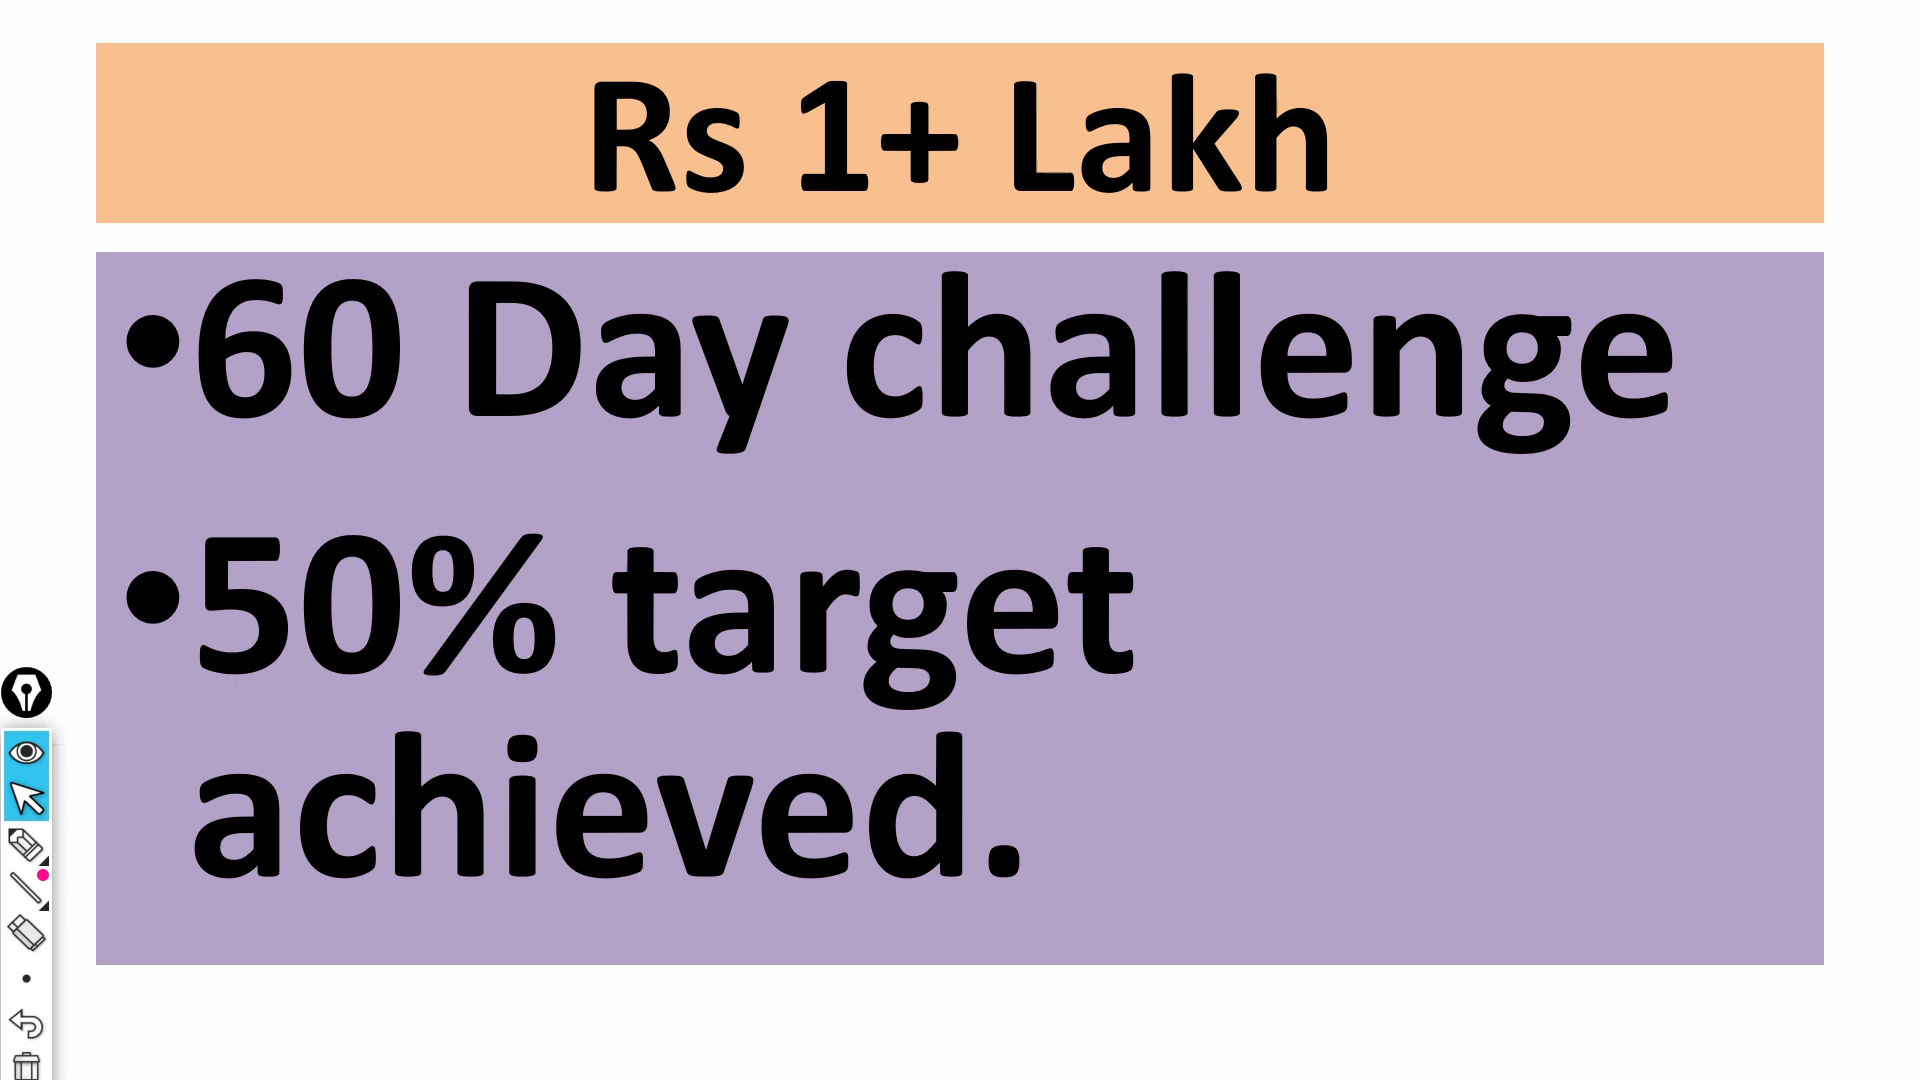 Rs 1+ Lakh
•60 Day challenge
•50% target
achieved.